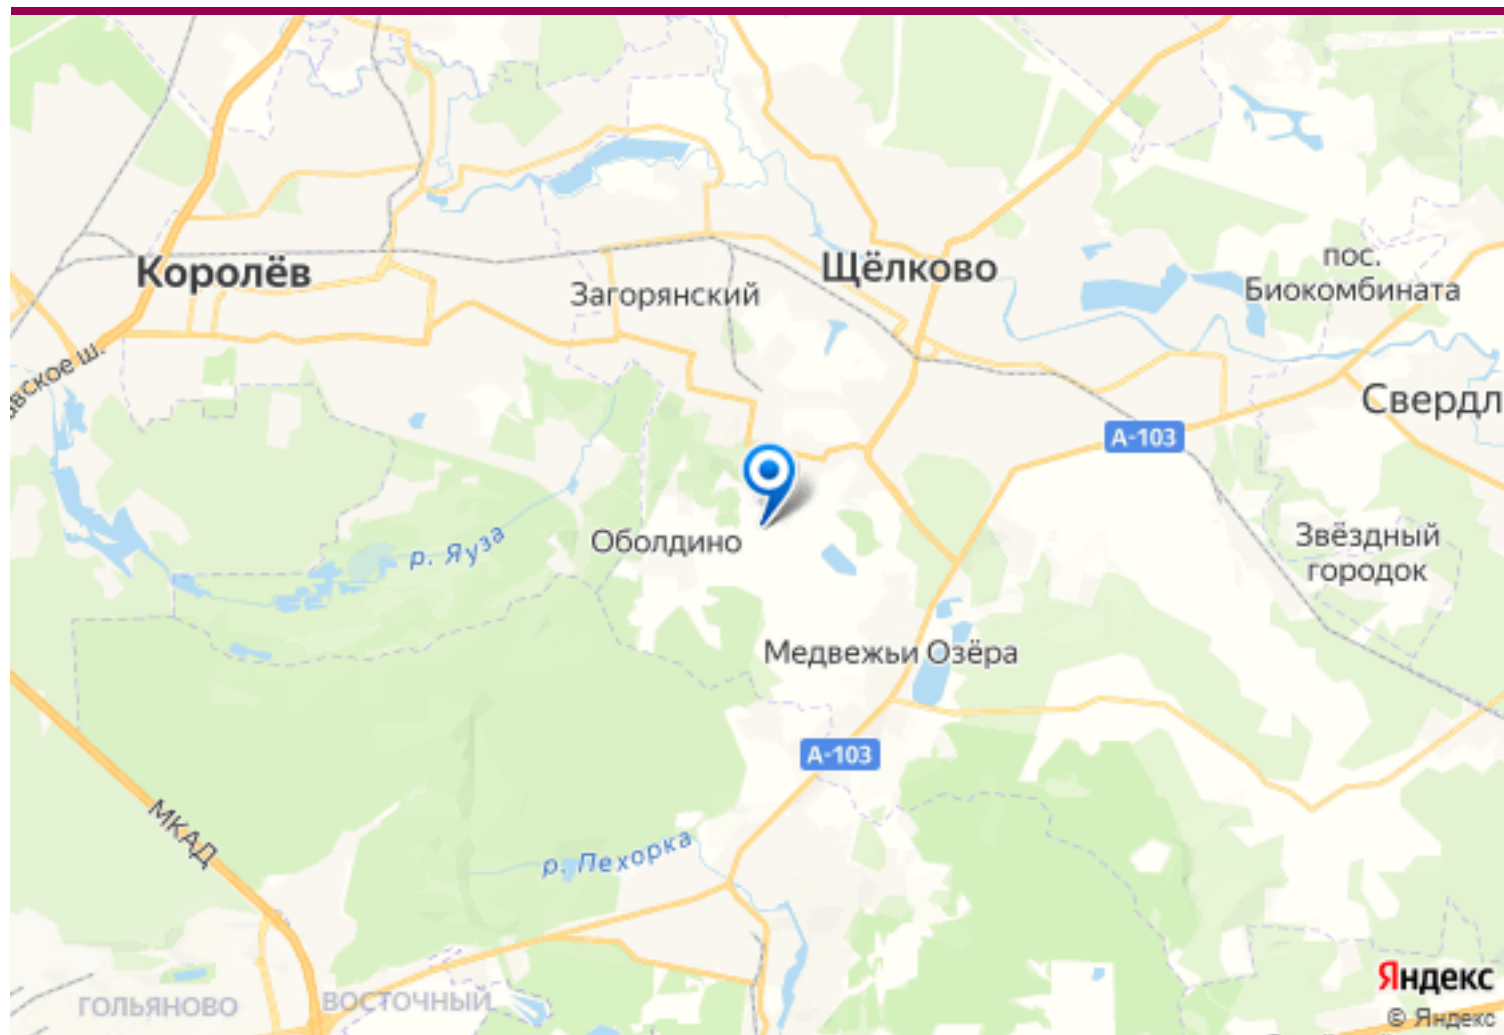 Королёв
Щёлково
Загорянский
пос.
Биокомбината
вское ш.
Свердл
А-103
р. Яуза
Оболдино
Звёздный
городок
Медвежьи Озёра
А-103
МКАД
р. Пехорка
ГОЛЬЯНОВО
ВОСТОЧНЫЙ
Яндекс
© Яндекс